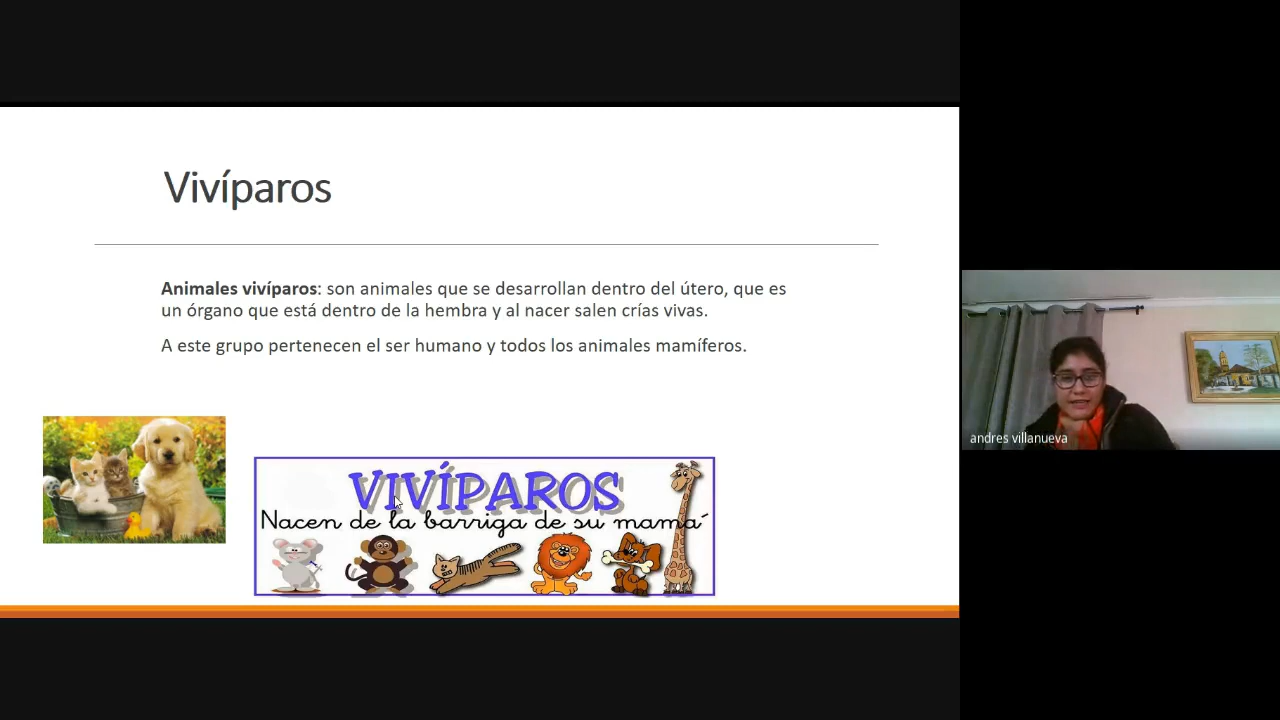 Vivíparos
Animales vivíparos: son animales que se desarrollan dentro del útero, que es
un órgano que está dentro de la hembra y al nacer salen crías vivas.
A este grupo pertenecen el ser humano y todos los animales mamíferos.
VIVÍPAROS
Nacen de la barriga de su mamá
andres villanueva